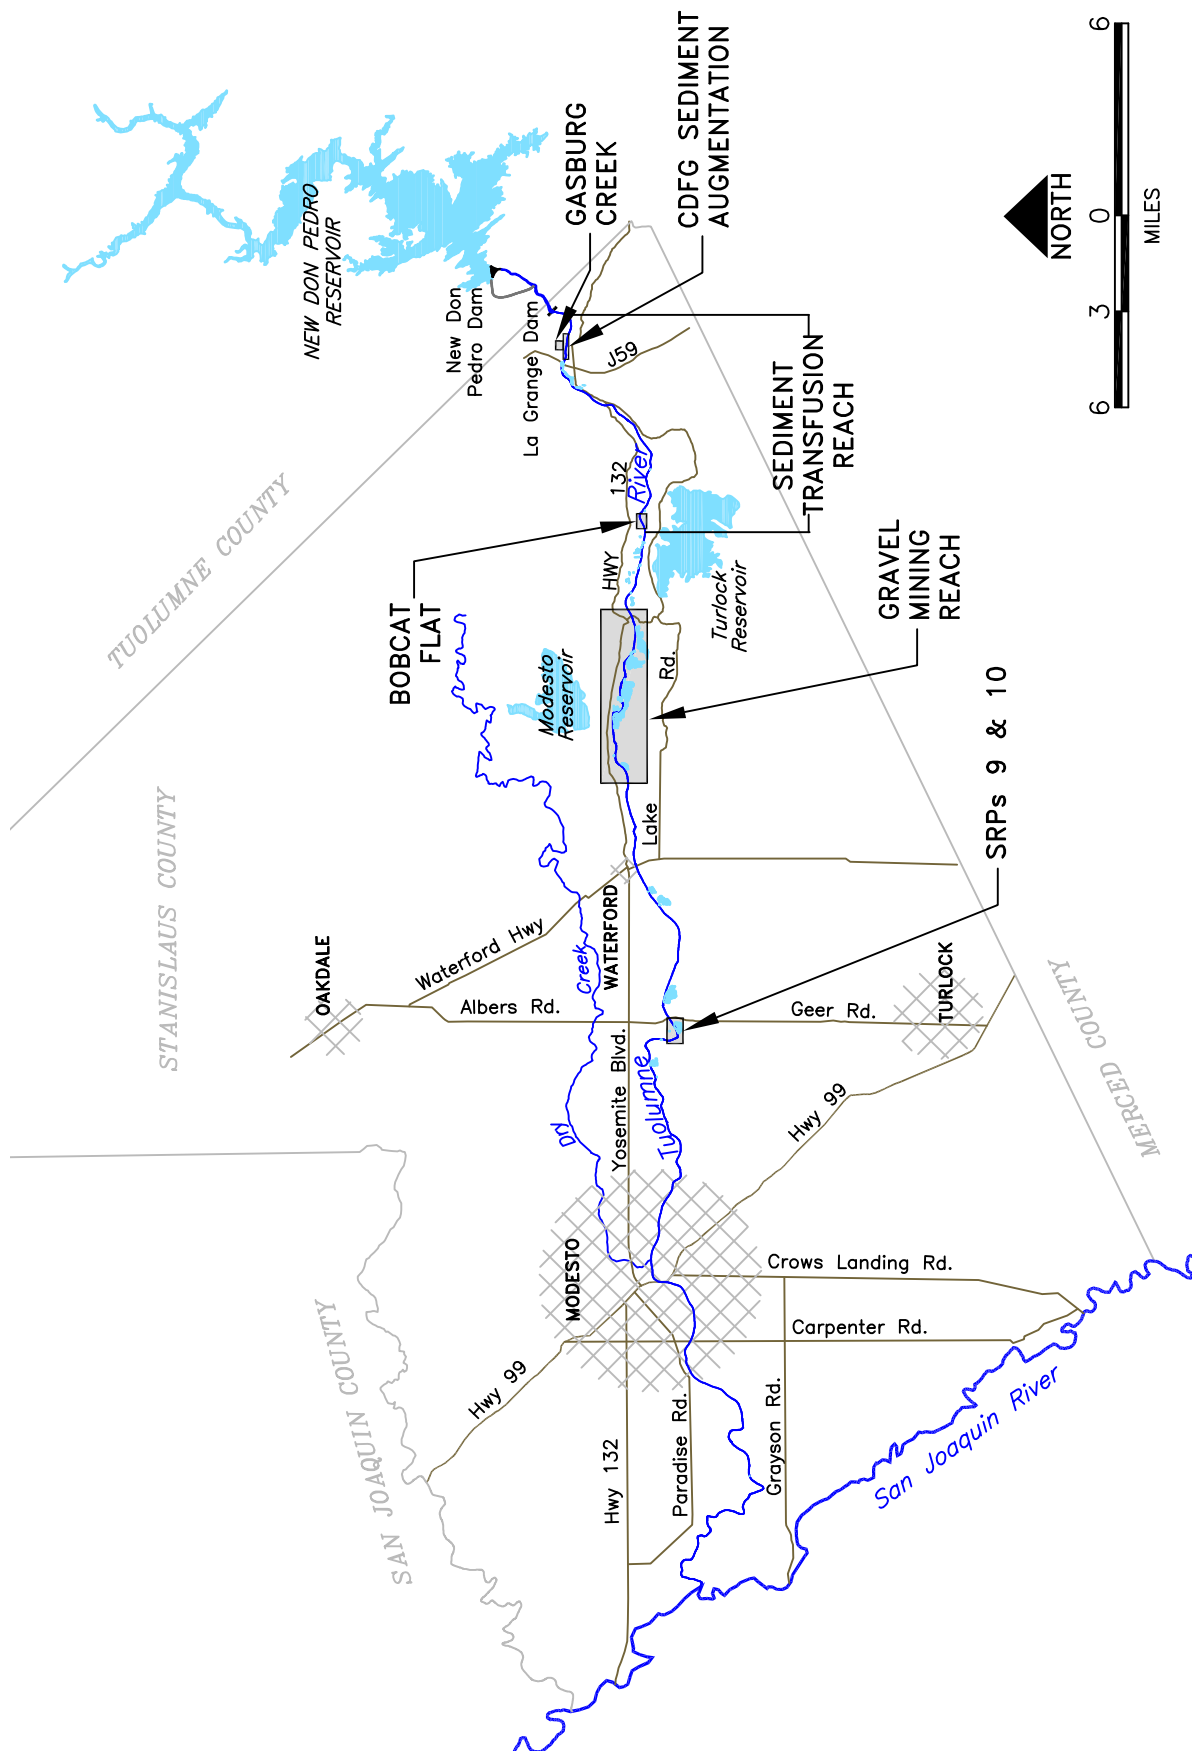 NEW DON PEDRO
RESERVOIR
GASBURG
CREEK
CDFG SEDIMENT
AUGMENTATION
New Don
Pedro Dam
La Grange Dam
J59
TUOLUMNE COUNTY
STANISLAUS COUNTY
BOBCAT
FLAT
HWY 132
River
SEDIMENT
TRANSFUSION
REACH
Turlock
Reservoir
Modesto
Reservoir
GRAVEL
MINING
REACH
Lake Rd.
SRPs 9 & 10
OAKDALE
Waterford Hwy
WATERFORD
Albers Rd.
Geer Rd.
TURLOCK
Dry Creek
Yosemite Blvd.
Tuolumne
Hwy 99
MERCED COUNTY
MODESTO
Crows Landing Rd.
Carpenter Rd.
SAN JOAQUIN COUNTY
Hwy 99
Hwy 132
Paradise Rd.
Grayson Rd.
San Joaquin River
NORTH
6 3 0 6
MILES